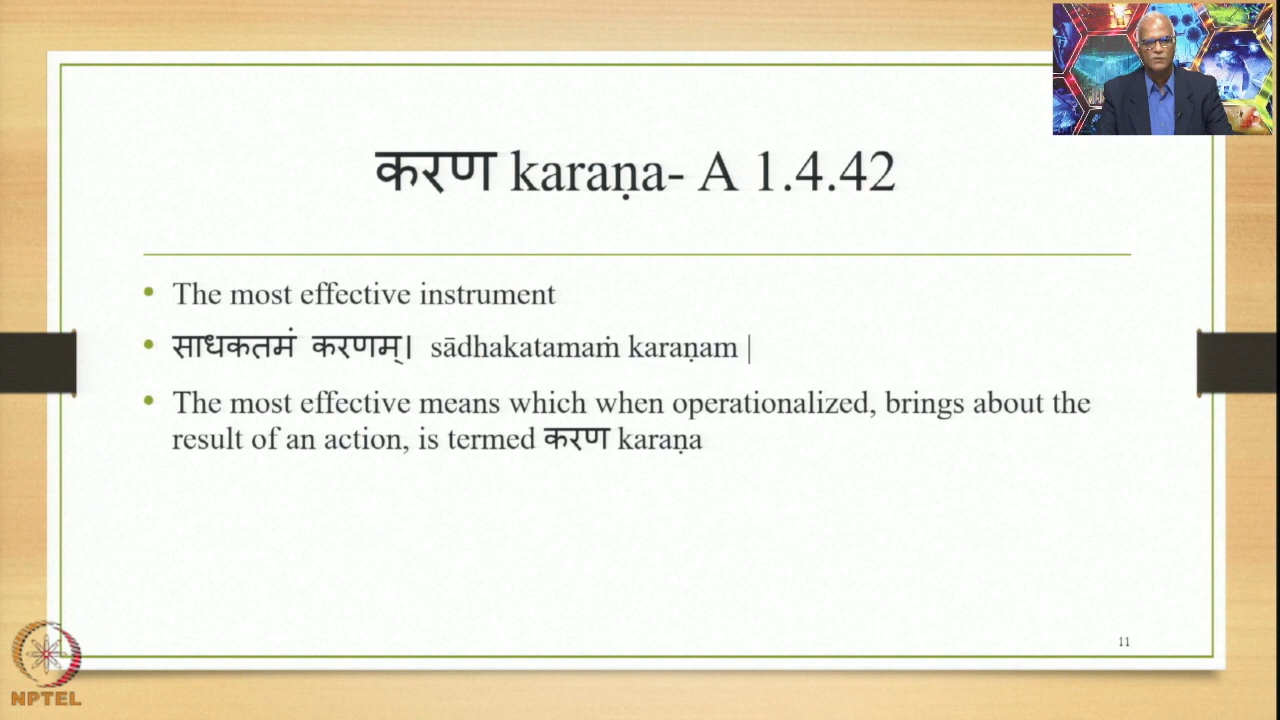 करण karaṇa- A 1.4.42
• The most effective instrument
• साधकतमं करणम्। sādhakatamaṁ karaṇam |
• The most effective means which when operationalized, brings about the
result of an action, is termed करण karaṇa
11
NPTEL